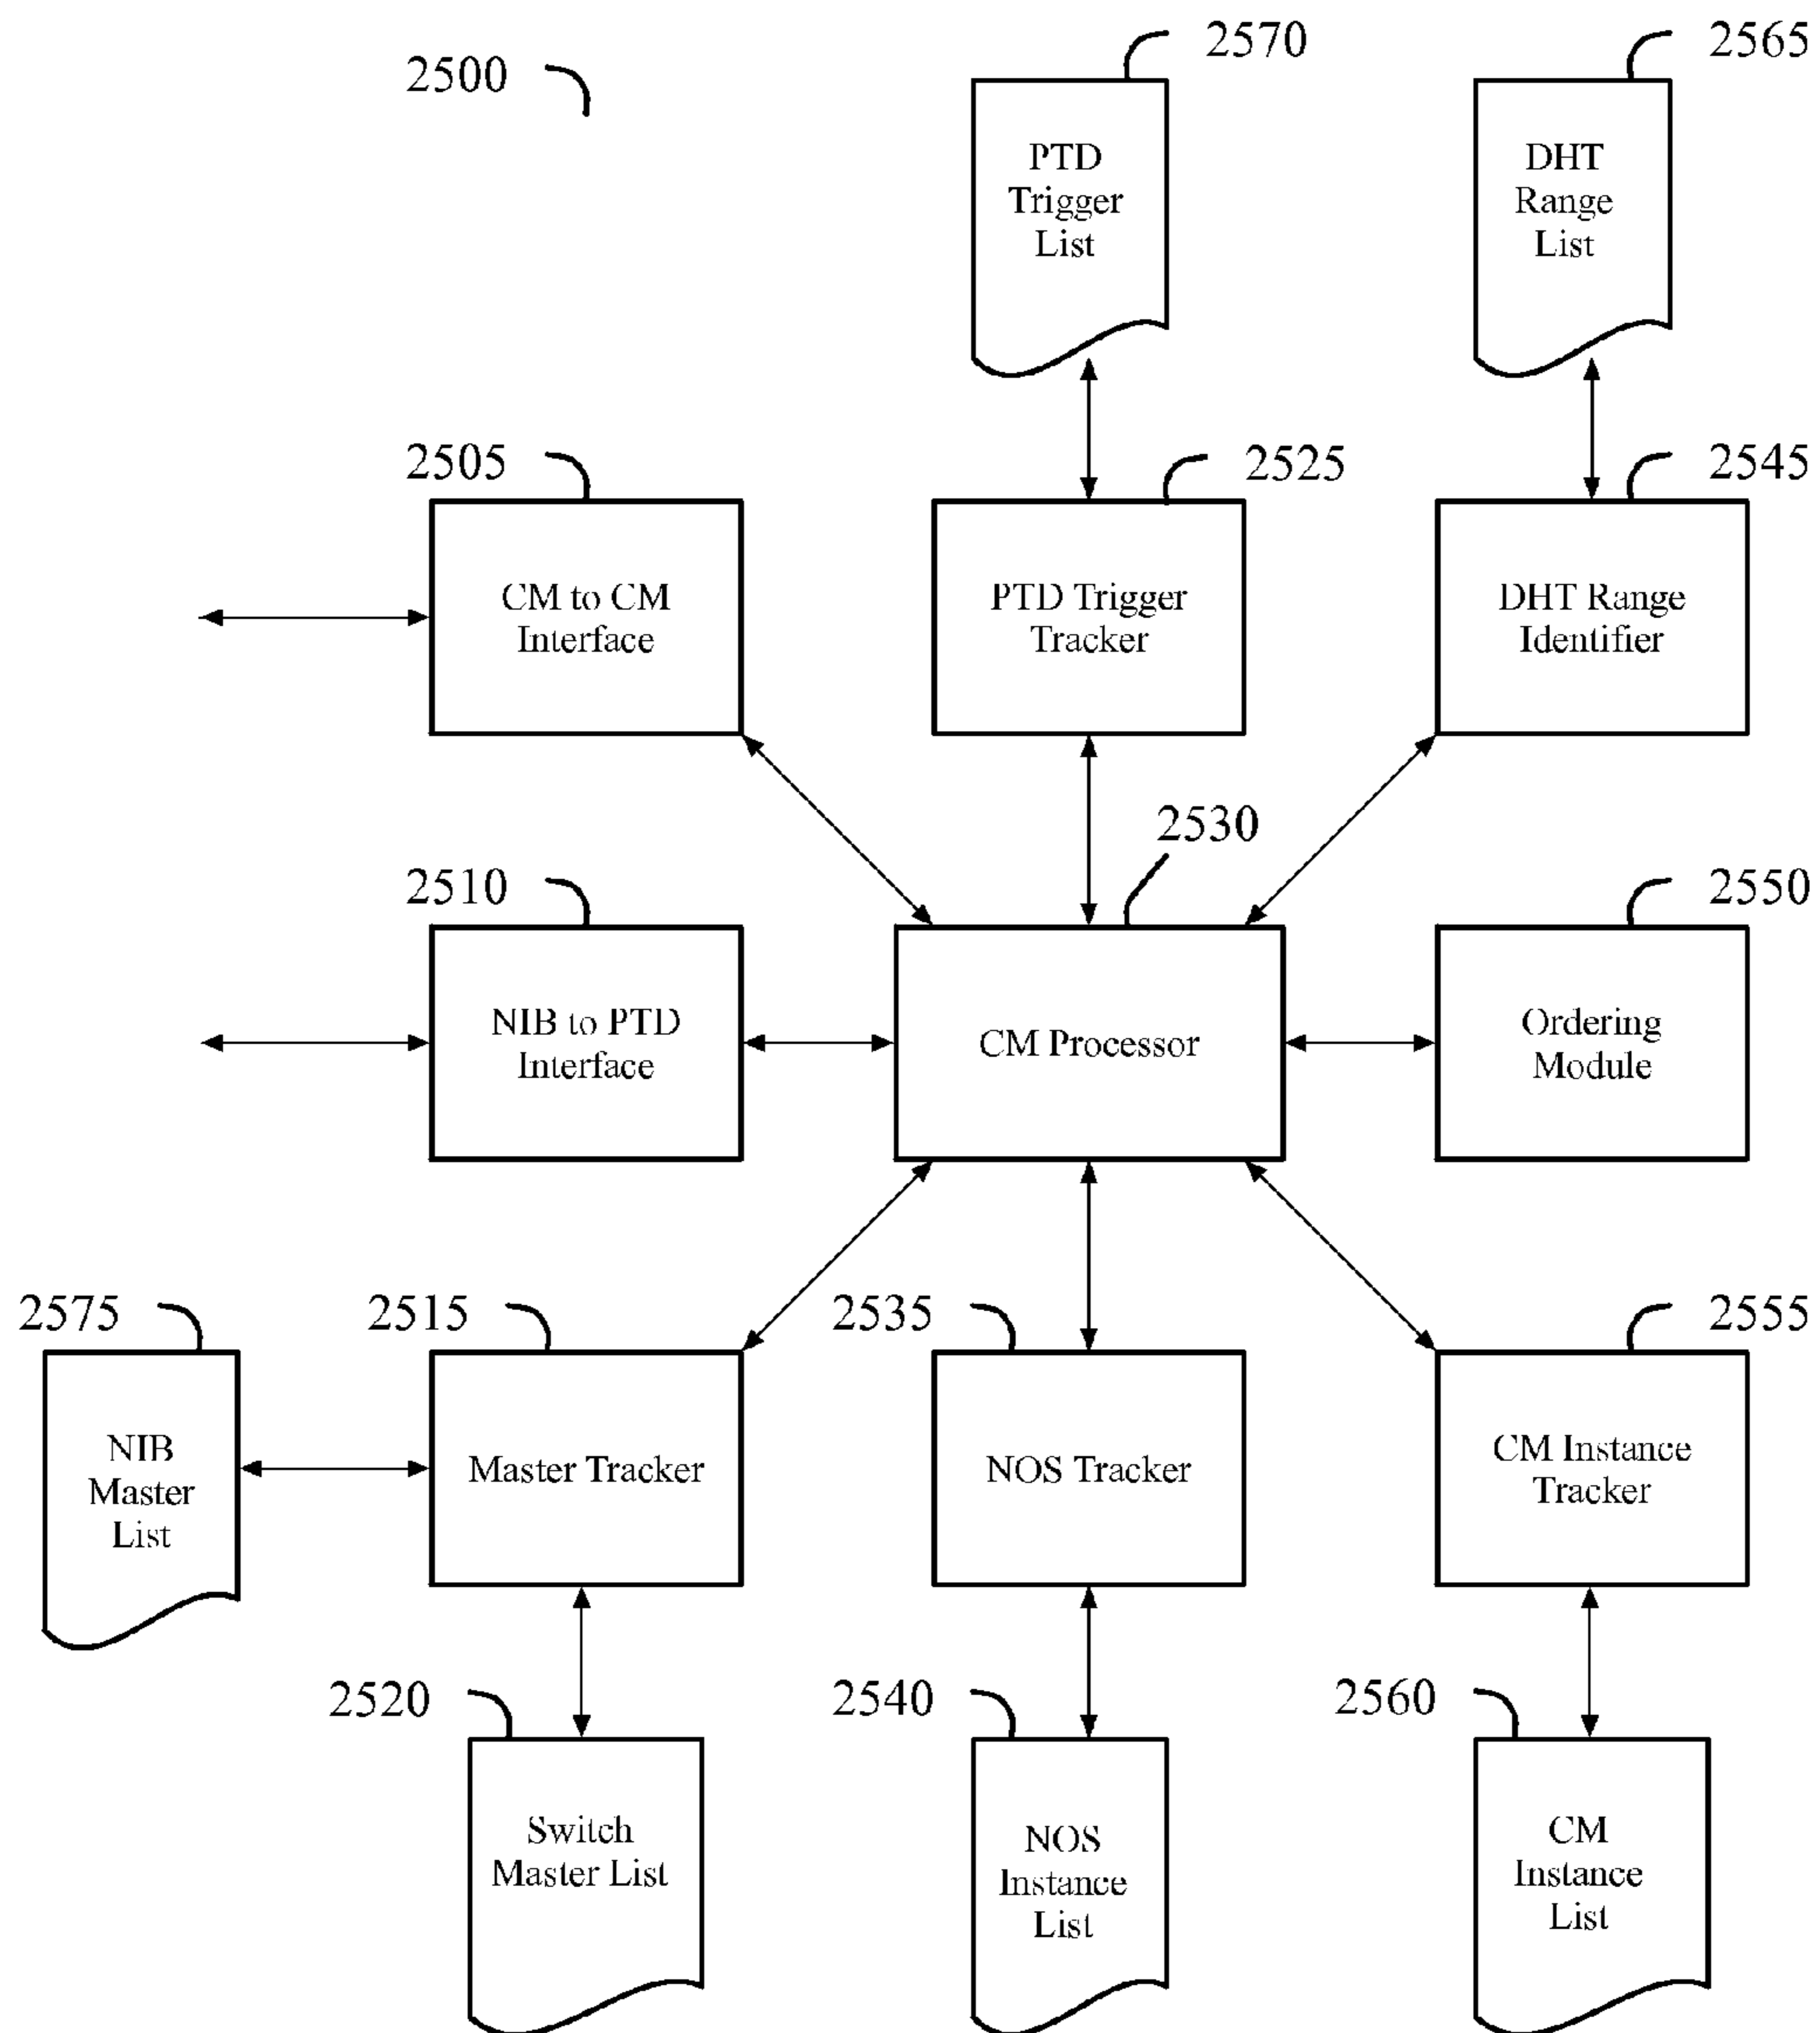 2570
2565
2500
PTD
Trigger
List
DHT
Range
List
2505
2525
2545
CM to CM
Interface
PTD Trigger
Tracker
DHT Range
Identifier
2530
2510
2550
NIB to PTD
Interface
CM Processor
Ordering
Module
2575
2515
2535
2555
NIB
Master
List
Master Tracker
NOS Tracker
CM Instance
Tracker
2520
2540
2560
Switch
Master List
NOS
Instance
List
CM
Instance
List